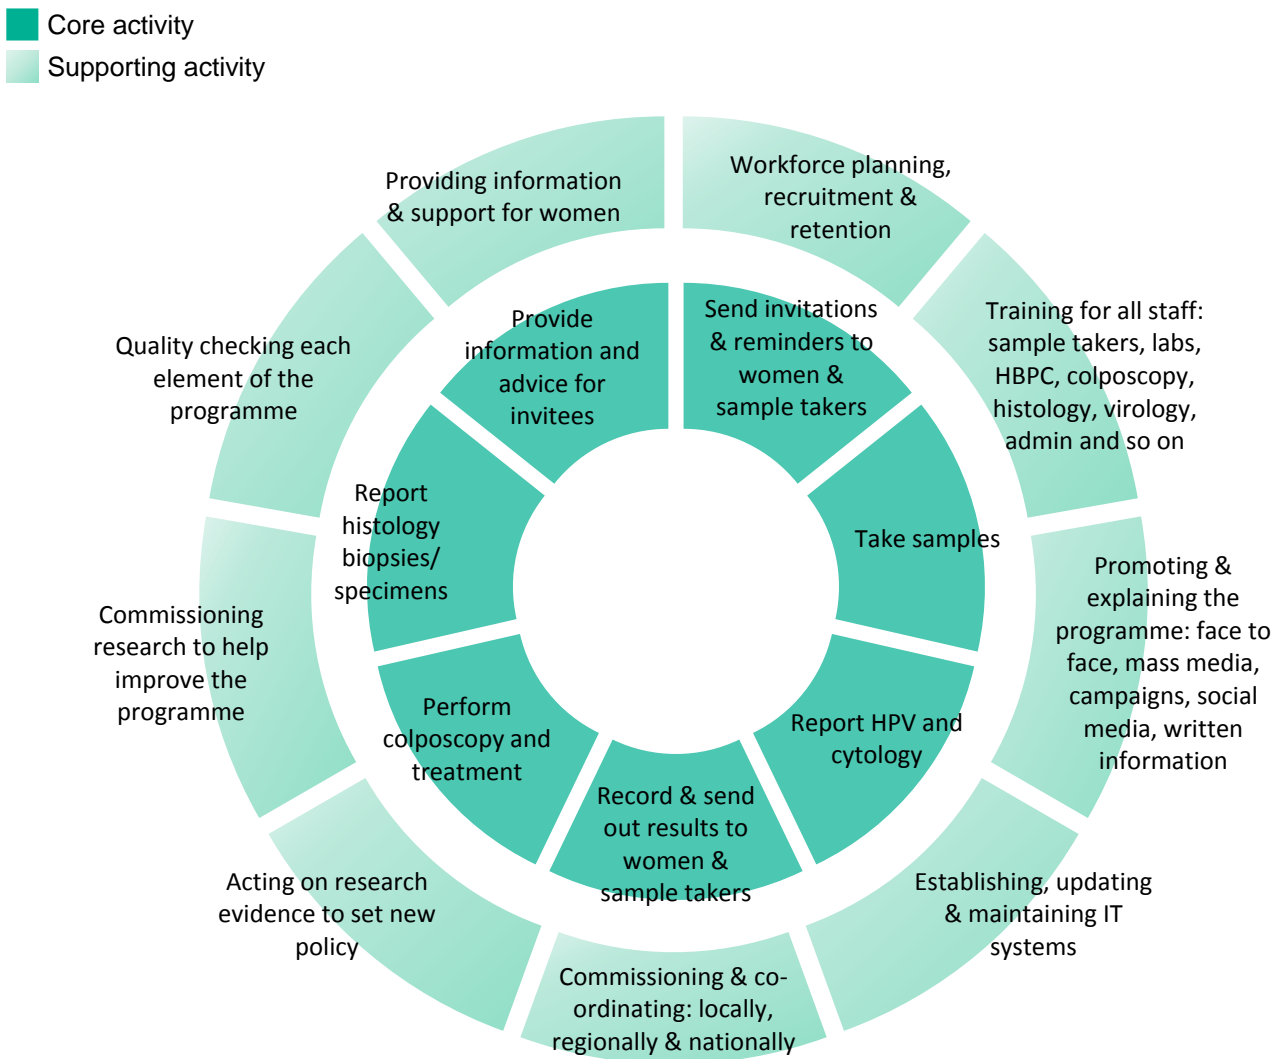 Core activity
Supporting activity
Providing information
& support for women
Workforce planning,
recruitment &
retention
Training for all staff:
sample takers, labs,
HBPC, colposcopy,
histology, virology,
admin and so on
Promoting &
explaining the
programme: face to
face, mass media,
campaigns, social
media, written
information
Establishing, updating
& maintaining IT
systems
Commissioning & co-
ordinating: locally,
regionally & nationally
Acting on research
evidence to set new
policy
Commissioning
research to help
improve the
programme
Quality checking each
element of the
programme
Provide
information and
advice for
invitees
Send invitations
& reminders to
women &
sample takers
Take samples
Report HPV and
cytology
Record & send
out results to
women &
sample takers
Perform
colposcopy and
treatment
Report
histology
biopsies/
specimens